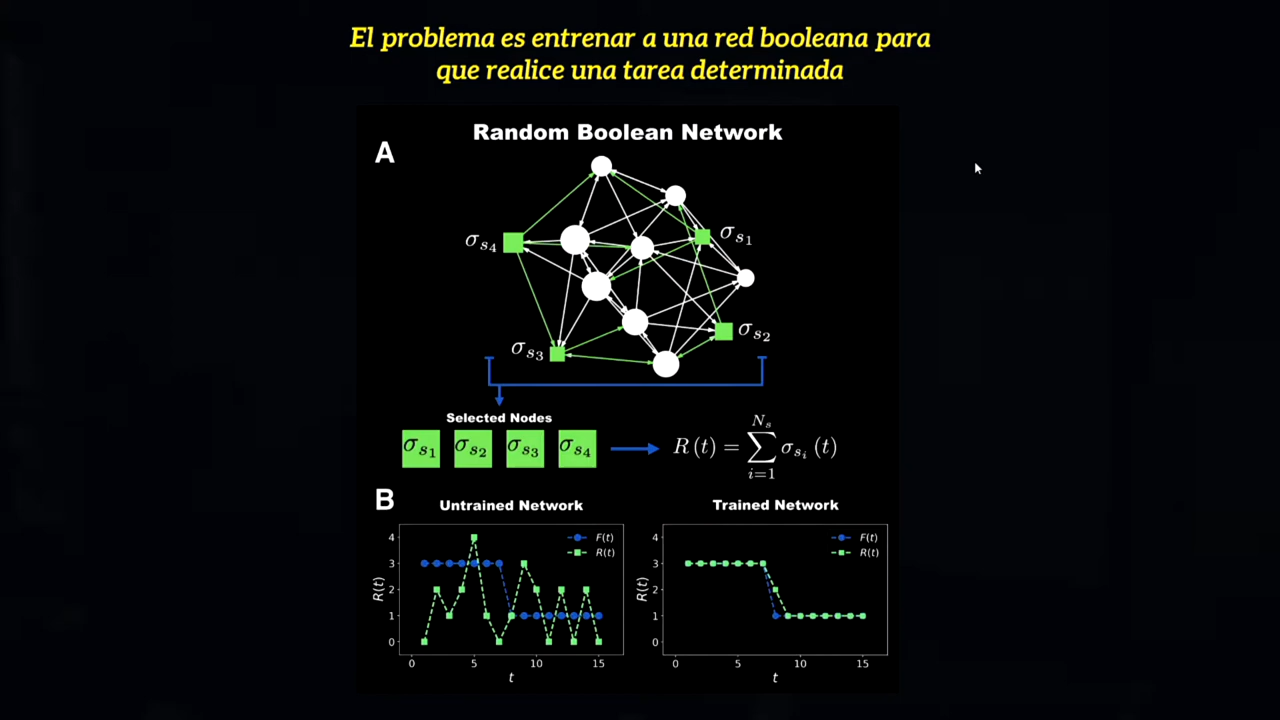 El problema es entrenar a una red booleana para
que realice una tarea determinada
Random Boolean Network
A
σs4
σs1
σs3
σs2
Selected Nodes
σs1 σs2 σs3 σs4
R (t) = ∑ i=1 Ns σsi (t)
B
Untrained Network
Trained Network
R(t)
4
3
2
1
0
0 5 10 15
t
F(t)
R(t)
R(t)
4
3
2
1
0
0 5 10 15
t
F(t)
R(t)